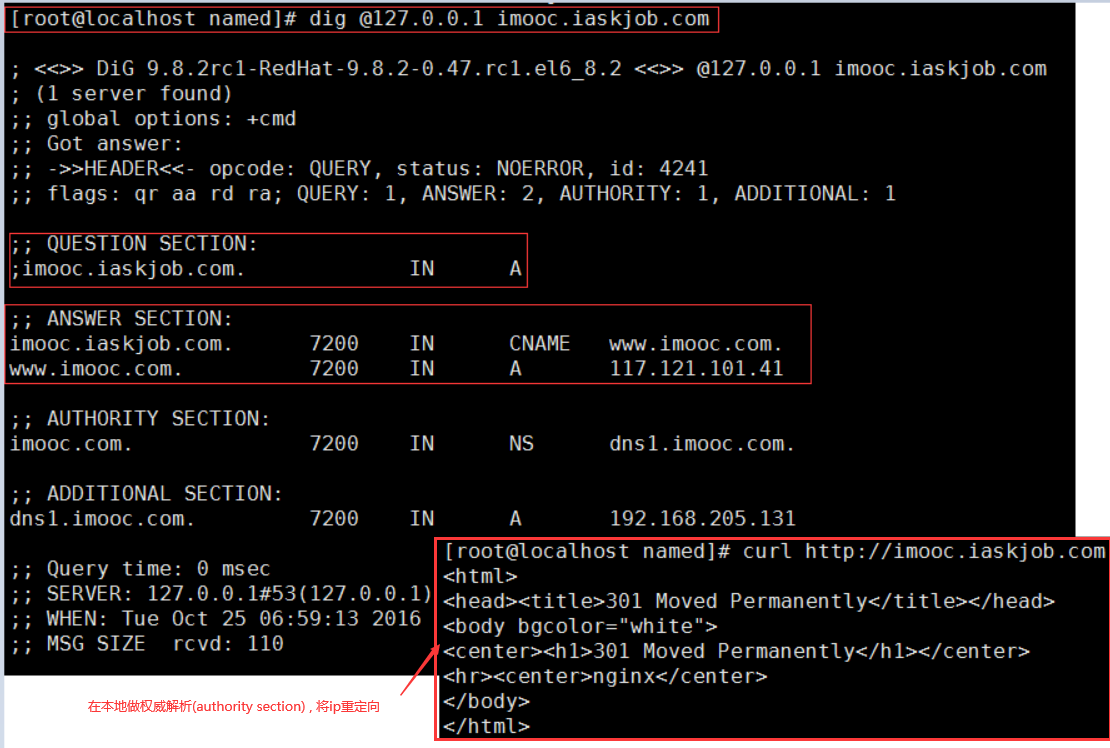 [root@localhost named]# dig @127.0.0.1 imooc.iaskjob.com
; <<>> DiG 9.8.2rc1-RedHat-9.8.2-0.47.rc1.el6_8.2 <<>> @127.0.0.1 imooc.iaskjob.com
; (1 server found)
;; global options: +cmd
;; Got answer:
;; ->>HEADER<<- opcode: QUERY, status: NOERROR, id: 4241
;; flags: qr aa rd ra; QUERY: 1, ANSWER: 2, AUTHORITY: 1, ADDITIONAL: 1
;; QUESTION SECTION:
;imooc.iaskjob.com. IN A
;; ANSWER SECTION:
imooc.iaskjob.com. 7200 IN CNAME www.imooc.com.
www.imooc.com. 7200 IN A 117.121.101.41
;; AUTHORITY SECTION:
imooc.com. 7200 IN NS dns1.imooc.com.
;; ADDITIONAL SECTION:
dns1.imooc.com. 7200 IN A 192.168.205.131
;; Query time: 0 msec
;; SERVER: 127.0.0.1#53(127.0.0.1)
;; WHEN: Tue Oct 25 06:59:13 2016
;; MSG SIZE rcvd: 110
[root@localhost named]# curl http://imooc.iaskjob.com
<html>
<head><title>301 Moved Permanently</title></head>
<body bgcolor="white">
<center><h1>301 Moved Permanently</h1></center>
<hr><center>nginx</center>
</body>
</html>
在本地做权威解析(authority section) , 将ip重定向